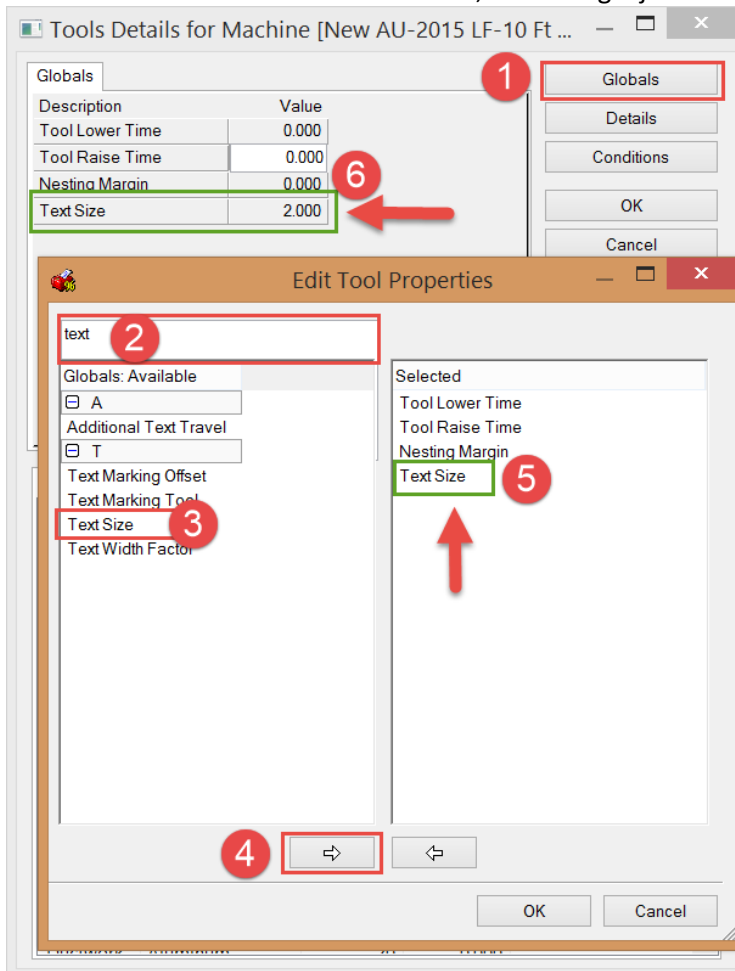 Tools Details for Machine [New AU-2015 LF-10 Ft ...
Globals
1
Globals
Description Value
Details
Tool Lower Time 0.000
Tool Raise Time 0.000
Conditions
Nesting Margin 0.000
6
Text Size 2.000
OK
Cancel
Edit Tool Properties
text
2
Globals: Available
Selected
A
Tool Lower Time
Additional Text Travel
Tool Raise Time
T
Nesting Margin
Text Marking Offset
Text Size
5
Text Marking Tool
Text Size
3
Text Width Factor
4
OK
Cancel